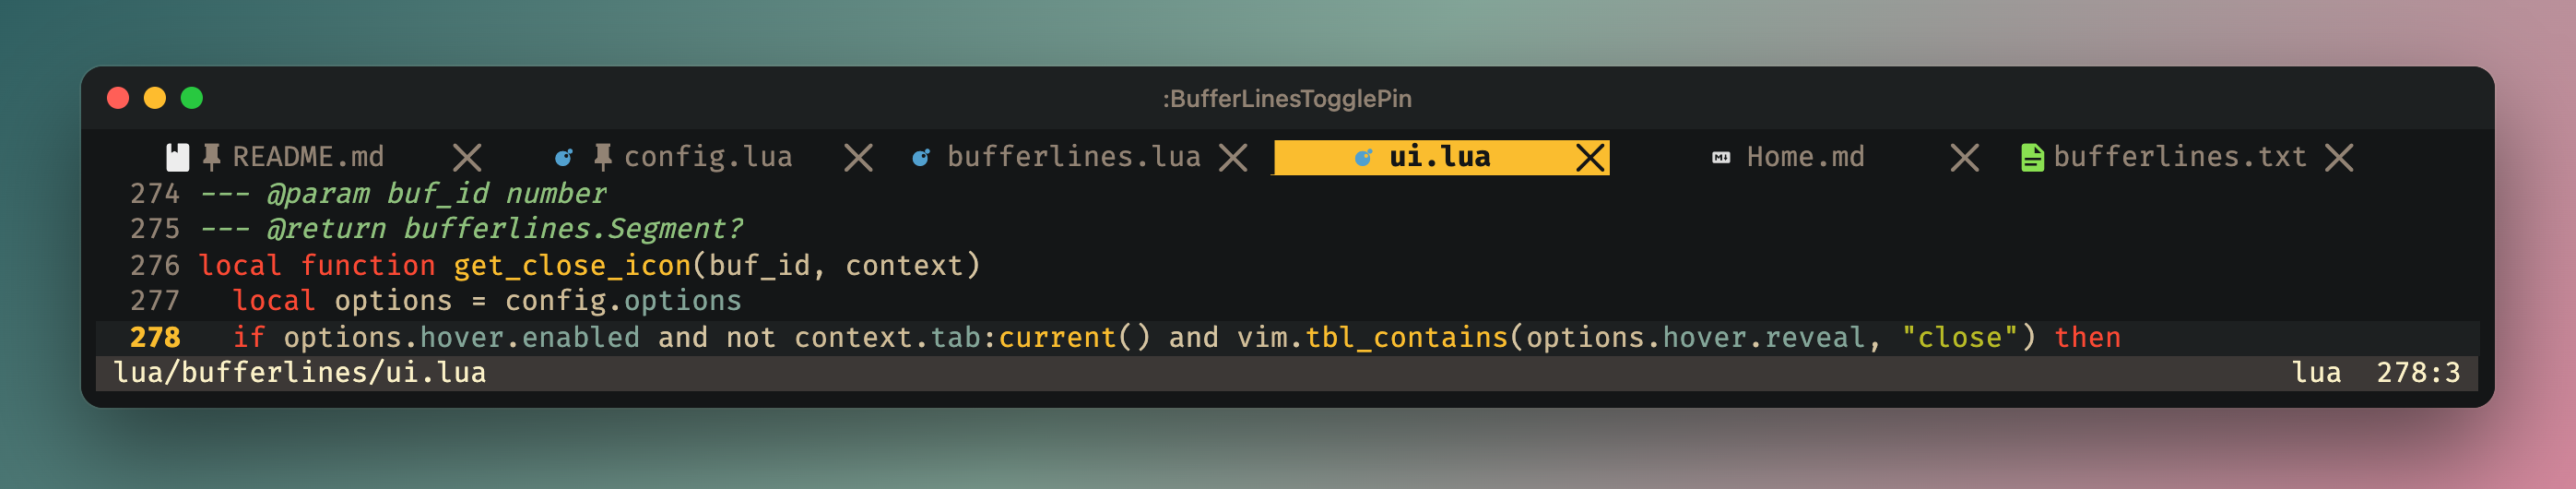 :BufferLinesTogglePin
README.md config.lua bufferlines.lua ui.lua Home.md bufferlines.txt
274 --- @param buf_id number
275 --- @return bufferlines.Segment?
276 local function get_close_icon(buf_id, context)
277   local options = config.options
278   if options.hover.enabled and not context.tab:current() and vim.tbl_contains(options.hover.reveal, "close") then
lua/bufferlines/ui.lua lua 278:3